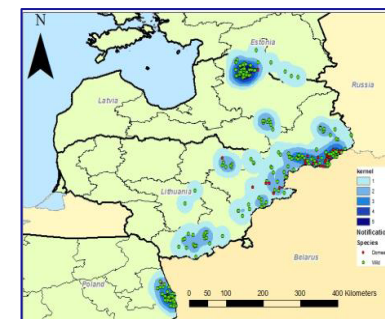 N
Estonia
Russia
Latvia
Lithuania
kernel
1
2
3
4
5
Notification
Species
Wild
Belarus
Poland
0 50 100 200 300 400 Kilometers